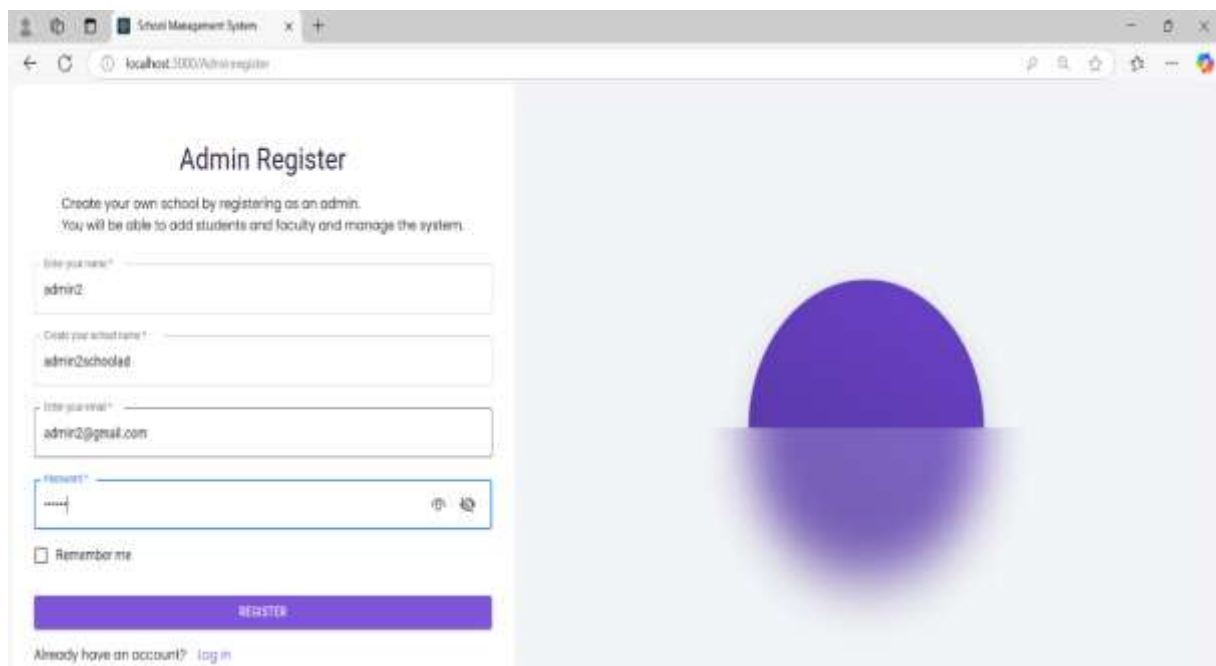 School Management System
localhost:3000/Adminregister
Admin Register
Create your own school by registering as an admin.
You will be able to add students and faculty and manage the system.
Enter your name *
admin2
Create your school name *
admin2schoolad
Enter your email *
admin2@gmail.com
Password *
Remember me
REGISTER
Already have an account? Log in